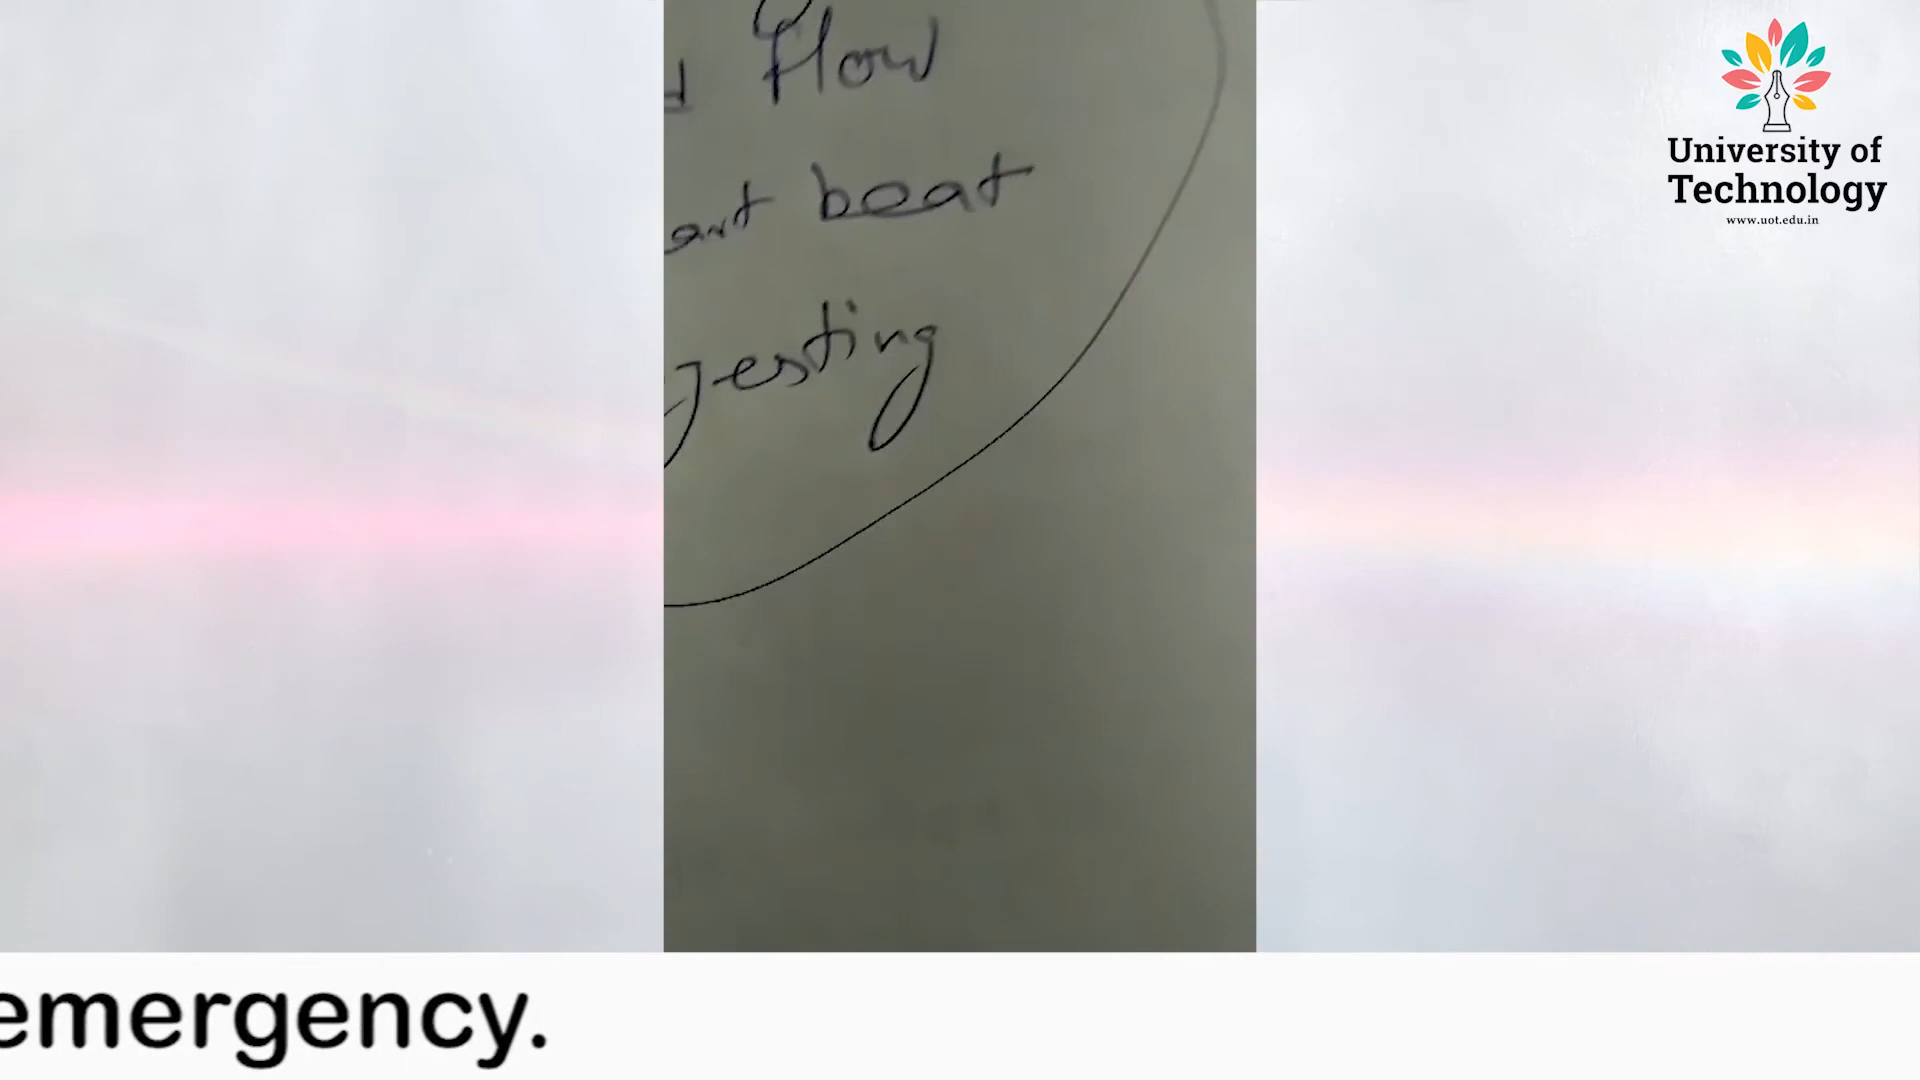 flow
beat
University of
Technology
www.uot.edu.in
emergency.